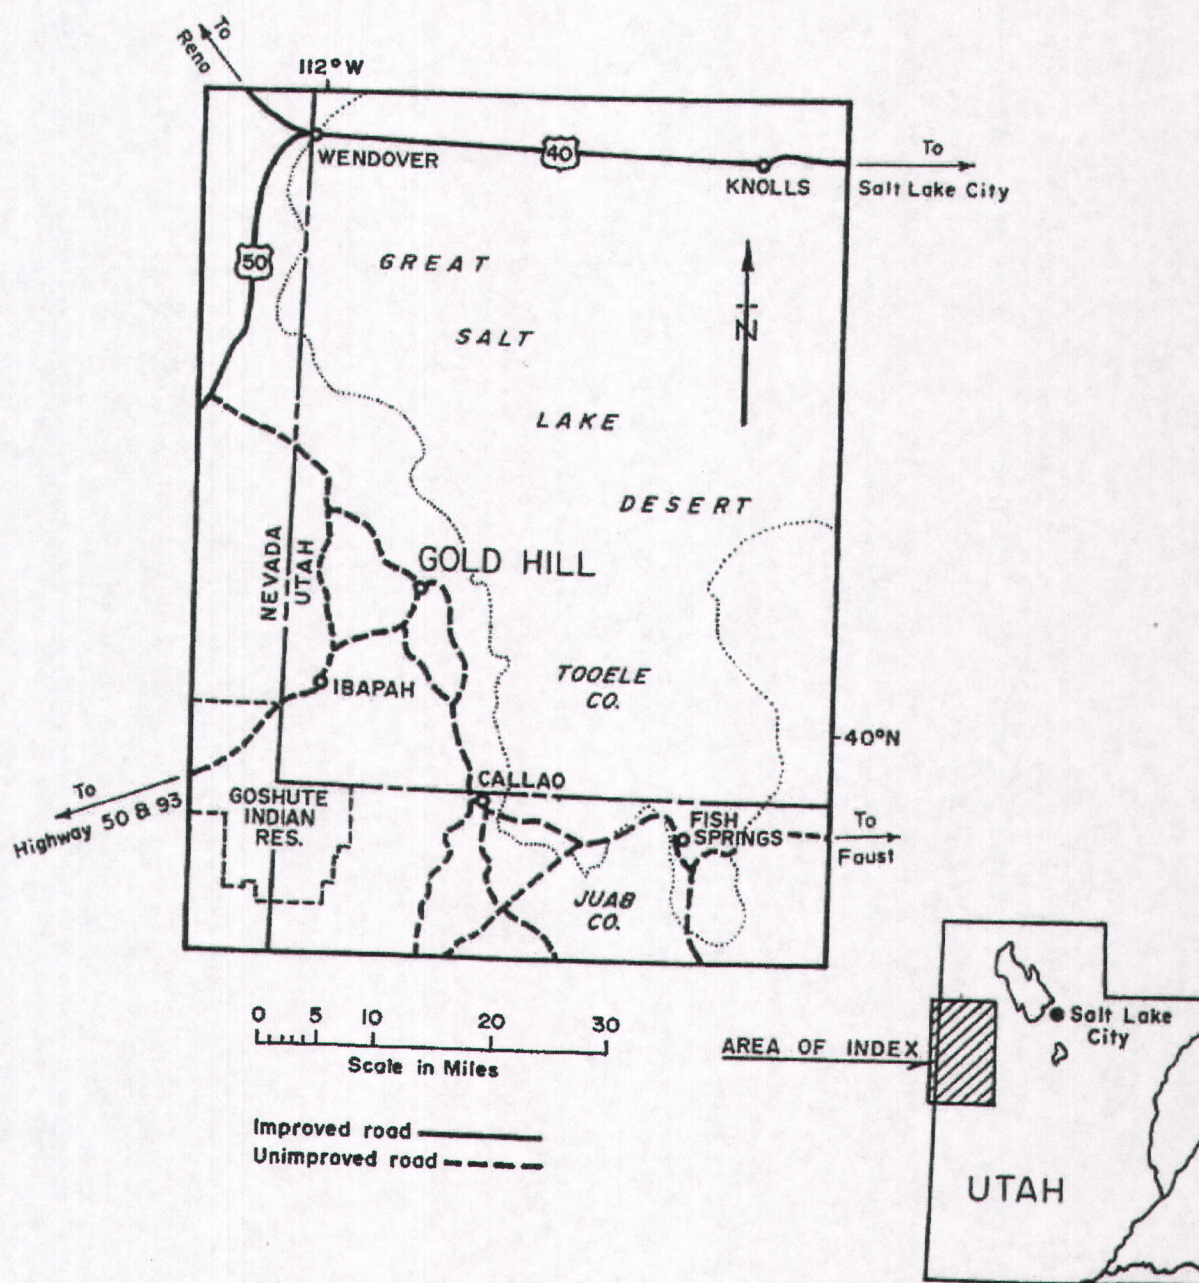 To
Reno
112°W
WENDOVER
40
KNOLLS
To
Salt Lake City
50
GREAT
SALT
LAKE
DESERT
N
NEVADA
UTAH
GOLD HILL
IBAPAH
TOOELE
CO.
40°N
To
Highway 50 & 93
CALLAO
GOSHUTE
INDIAN
RES.
FISH
SPRINGS
To
Faust
JUAB
CO.
0 5 10 20 30
Scale in Miles
Improved road
Unimproved road
AREA OF INDEX
Salt Lake
City
UTAH